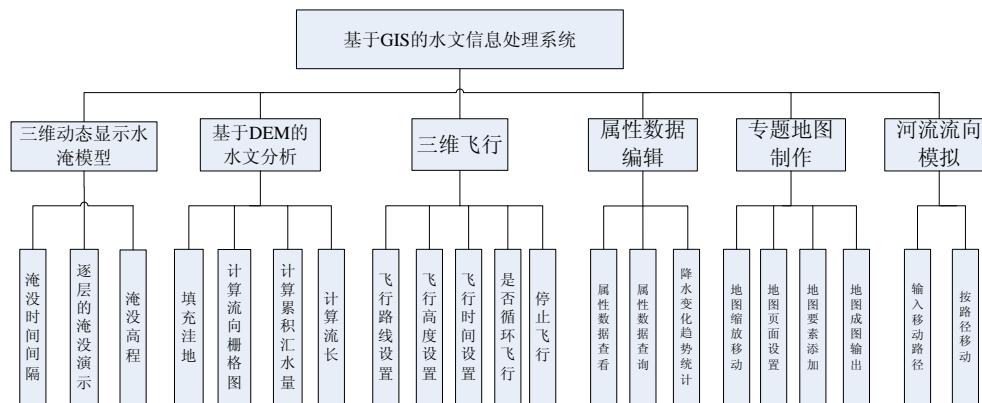 基于GIS的水文信息处理系统
三维动态显示水
淹模型
基于DEM的
水文分析
三维飞行
属性数据
编辑
专题地图
制作
河流流向
模拟
淹没时间间隔
逐层的淹没演示
淹没高程
填充洼地
计算流向栅格图
计算累积汇水量
计算流长
飞行路线设置
飞行高度设置
飞行时间设置
是否循环飞行
停止飞行
属性数据查看
属性数据查询
降水变化趋势统计
地图缩放移动
地图页面设置
地图要素添加
地图成图输出
输入移动路径
按路径移动